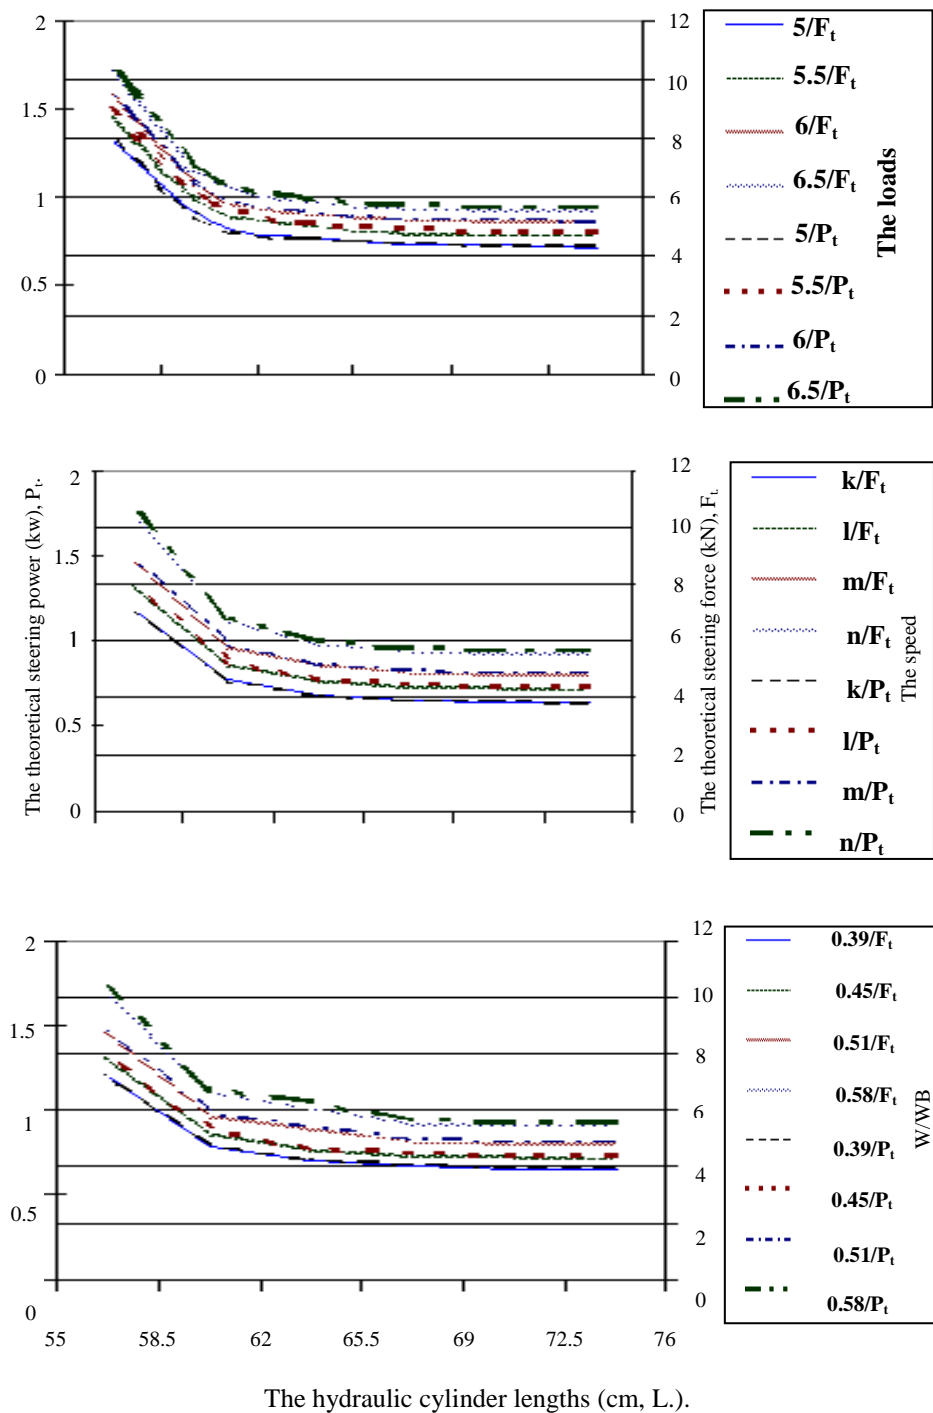 2
1.5
1
0.5
0
12
10
8
6
4
2
0
5/Ft
5.5/Ft
6/Ft
6.5/Ft
5/Pt
5.5/Pt
6/Pt
6.5/Pt
The loads
The theoretical steering power (kw), Pt.
2
1.5
1
0.5
0
12
10
8
6
4
2
0
The theoretical steering force (kN), Ft.
k/Ft
l/Ft
m/Ft
n/Ft
k/Pt
l/Pt
m/Pt
n/Pt
The speed
2
1.5
1
0.5
0
12
10
8
6
4
2
0
0.39/Ft
0.45/Ft
0.51/Ft
0.58/Ft
0.39/Pt
0.45/Pt
0.51/Pt
0.58/Pt
W/WB
55 58.5 62 65.5 69 72.5 76
The hydraulic cylinder lengths (cm, L.).